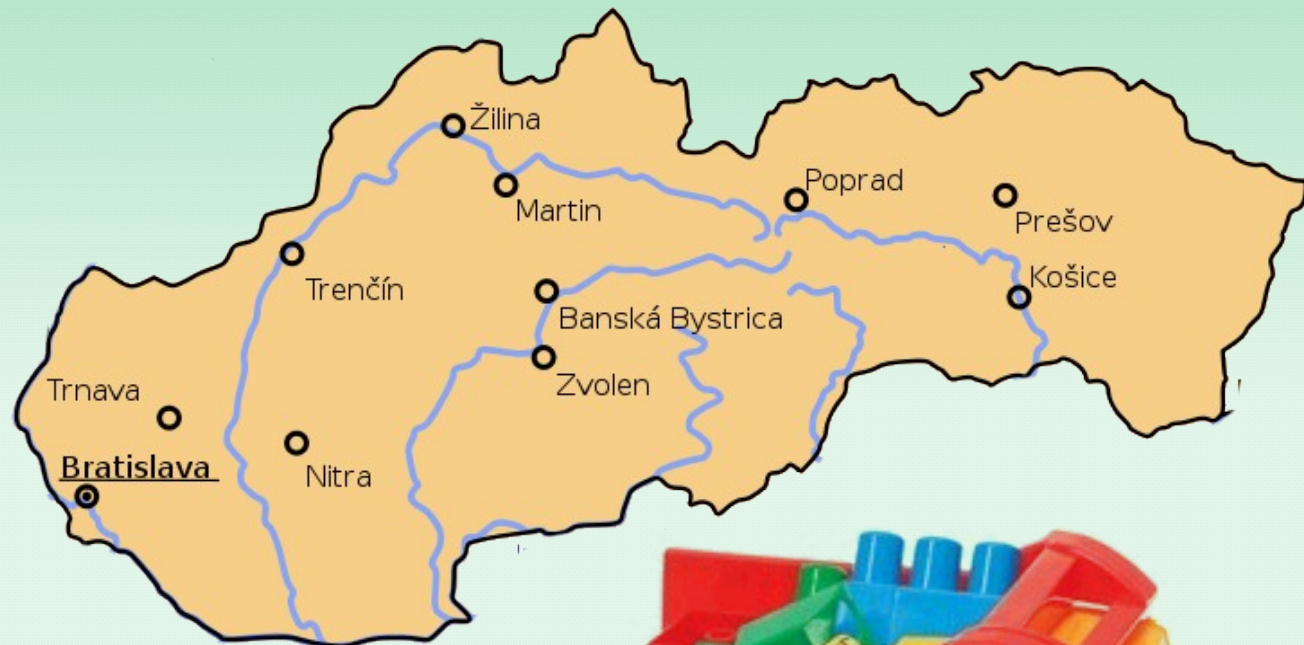 Žilina
Poprad
Martin
Prešov
Trenčín
Košice
Banská Bystrica
Zvolen
Trnava
Bratislava
Nitra